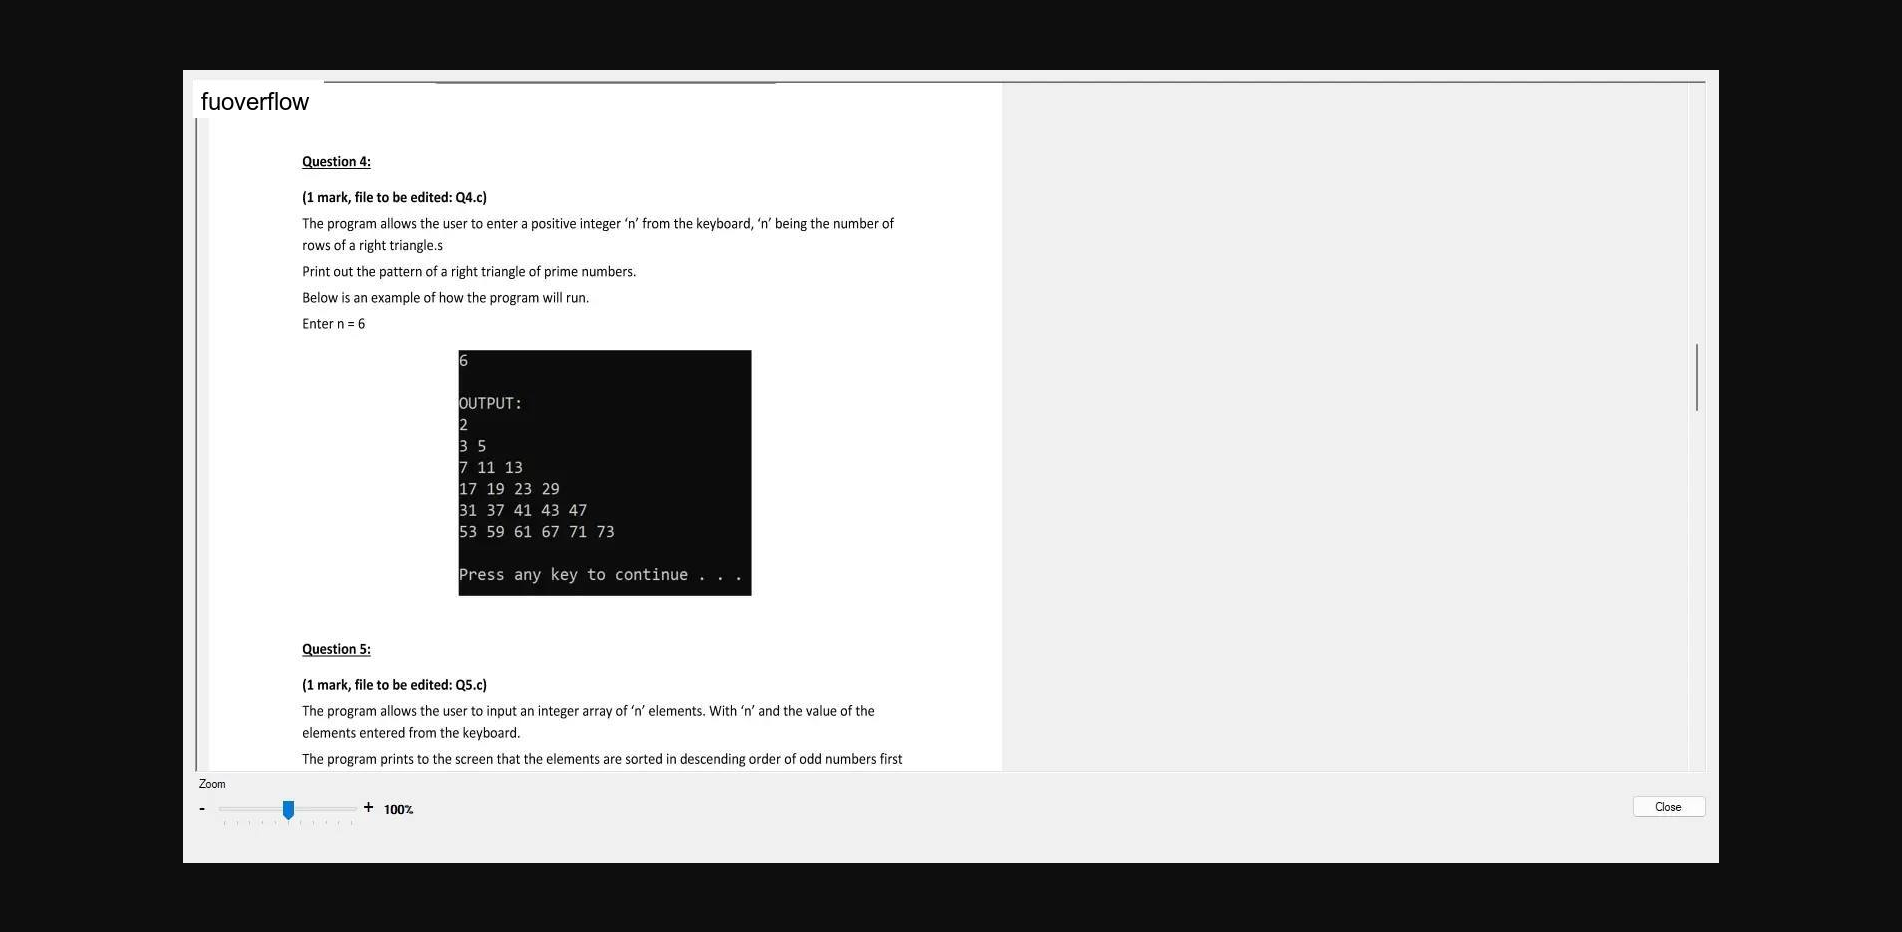 fuoverflow
Question 4:
(1 mark, file to be edited: Q4.c)
The program allows the user to enter a positive integer ‘n’ from the keyboard, ‘n’ being the number of
rows of a right triangle.s
Print out the pattern of a right triangle of prime numbers.
Below is an example of how the program will run.
Enter n = 6
6
OUTPUT:
2
3 5
7 11 13
17 19 23 29
31 37 41 43 47
53 59 61 67 71 73
Press any key to continue . . .
Question 5:
(1 mark, file to be edited: Q5.c)
The program allows the user to input an integer array of ‘n’ elements. With ‘n’ and the value of the
elements entered from the keyboard.
The program prints to the screen that the elements are sorted in descending order of odd numbers first
Zoom
- + 100%
Close